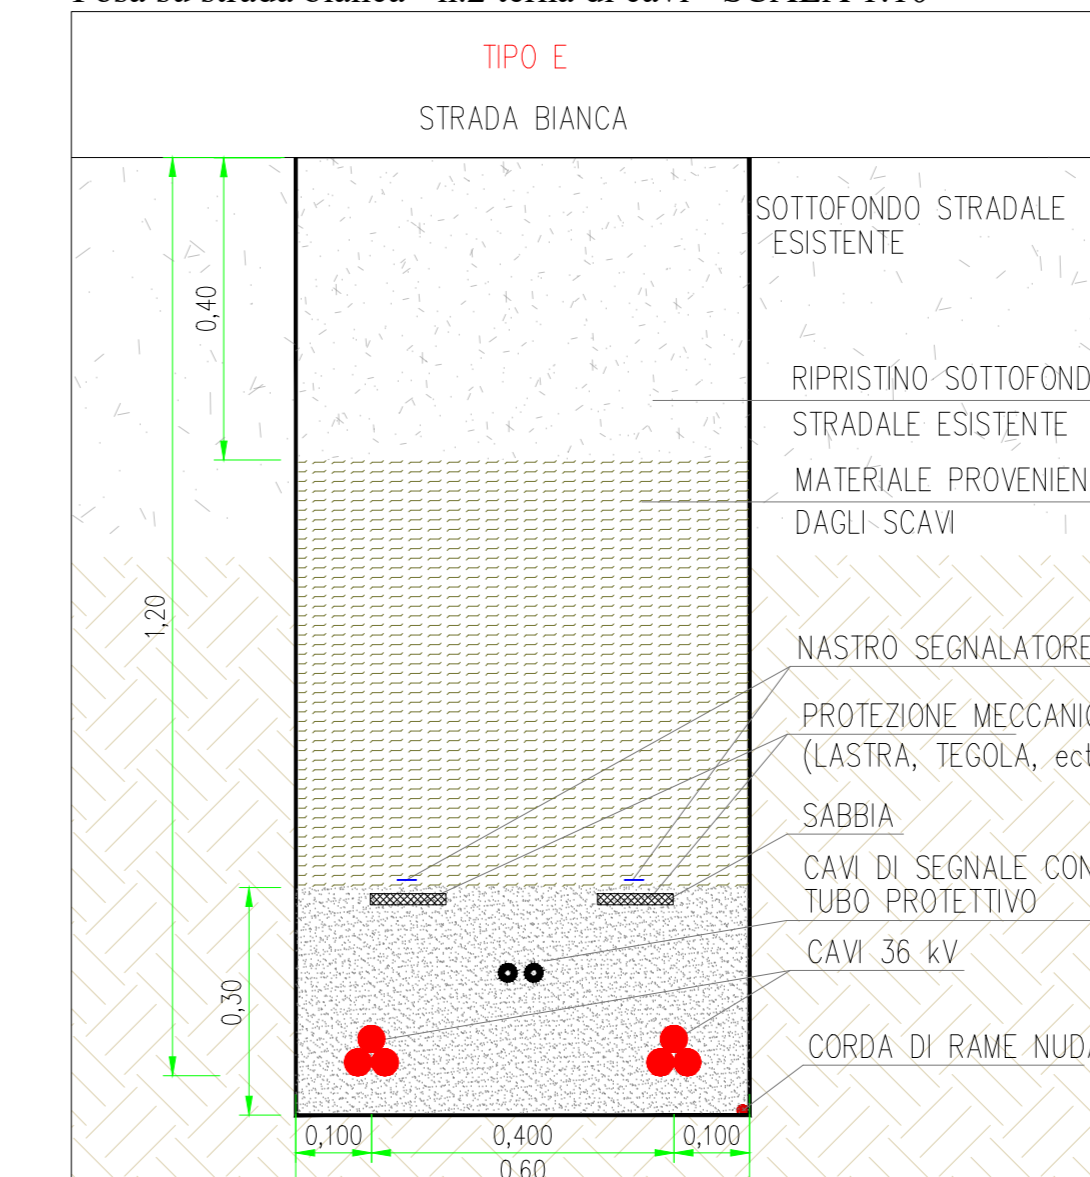 TIPO E
STRADA BIANCA
SOTTOFONDO STRADALE
ESISTENTE
0,40
RIPRISTINO SOTTOFOND
STRADALE ESISTENTE
MATERIALE PROVENIEN
DAGLI SCAVI
1,20
NASTRO SEGNALATORE
PROTEZIONE MECCANIC
(LASTRA, TEGOLA, ect
SABBIA
CAVI DI SEGNALE CON
TUBO PROTETTIVO
CAVI 36 kV
0,30
CORDA DI RAME NUDA
0,100 0,400 0,100
0,60